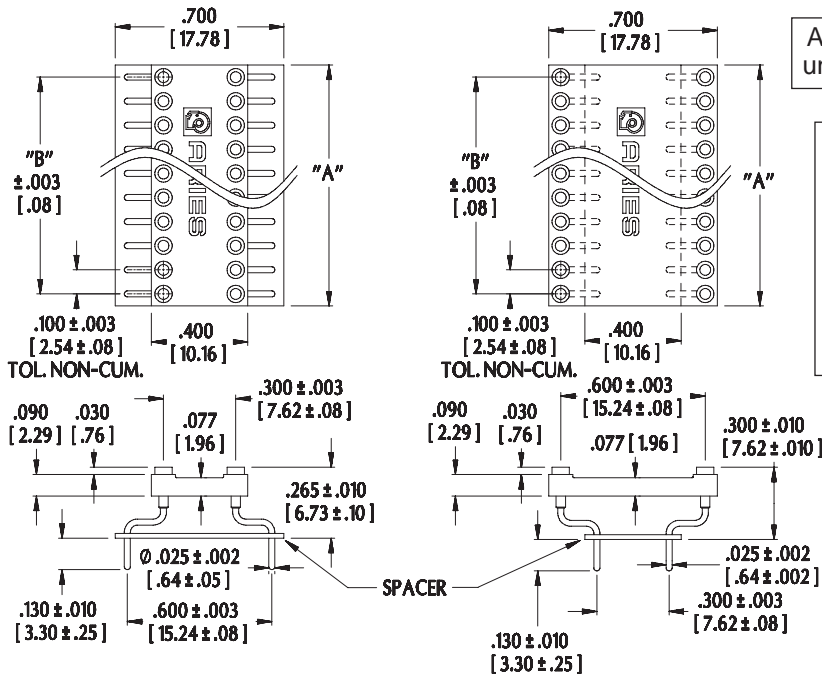 .700
[ 17.78 ]
"B"
±.003
[ .08 ]
"A"
ARIES
.100 ±.003
[ 2.54 ±.08 ]
TOL. NON-CUM.
.400
[ 10.16 ]
.700
[ 17.78 ]
"B"
±.003
[ .08 ]
"A"
ARIES
.100 ±.003
[ 2.54 ±.08 ]
TOL. NON-CUM.
.400
[ 10.16 ]
A
un
.090
[ 2.29 ]
.030
[ .76 ]
.077
[ 1.96 ]
.300 ±.003
[ 7.62 ±.08 ]
.265 ±.010
[ 6.73 ±.10 ]
Ø .025 ±.002
[ .64 ±.05 ]
.130 ±.010
[ 3.30 ±.25 ]
.600 ±.003
[ 15.24 ±.08 ]
SPACER
.090
[ 2.29 ]
.030
[ .76 ]
.600 ±.003
[ 15.24 ±.08 ]
.077 [ 1.96 ]
.300 ±.010
[ 7.62 ±.010 ]
.025 ±.002
[ .64 ±.002 ]
.300 ±.003
[ 7.62 ±.08 ]
.130 ±.010
[ 3.30 ±.25 ]